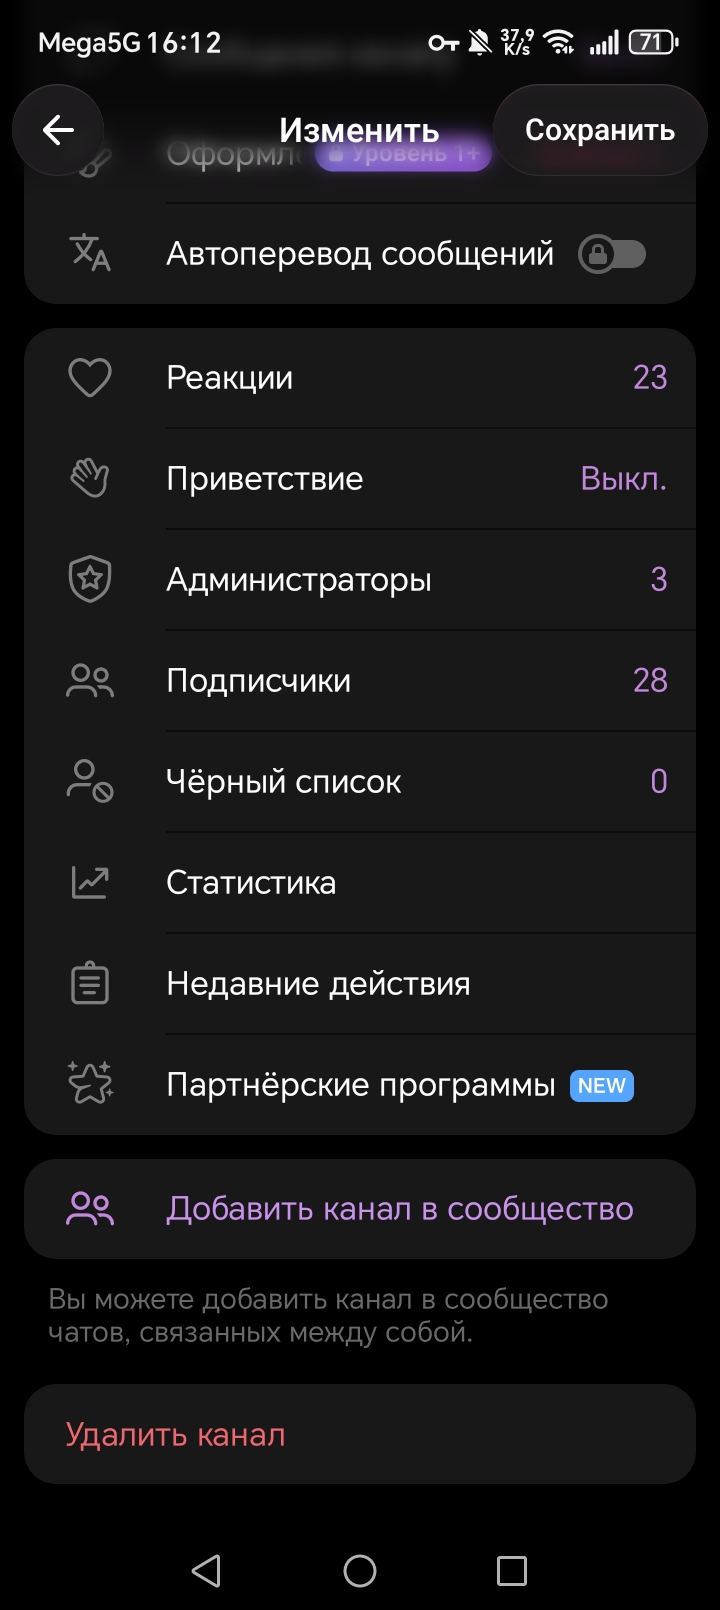 Mega5G 16:12
37,9
K/s
71
Изменить
Сохранить
Уровень 1+
Автоперевод сообщений
Реакции 23
Приветствие Выкл.
Администраторы 3
Подписчики 28
Чёрный список 0
Статистика
Недавние действия
Партнёрские программы NEW
Добавить канал в сообщество
Вы можете добавить канал в сообщество
чатов, связанных между собой.
Удалить канал